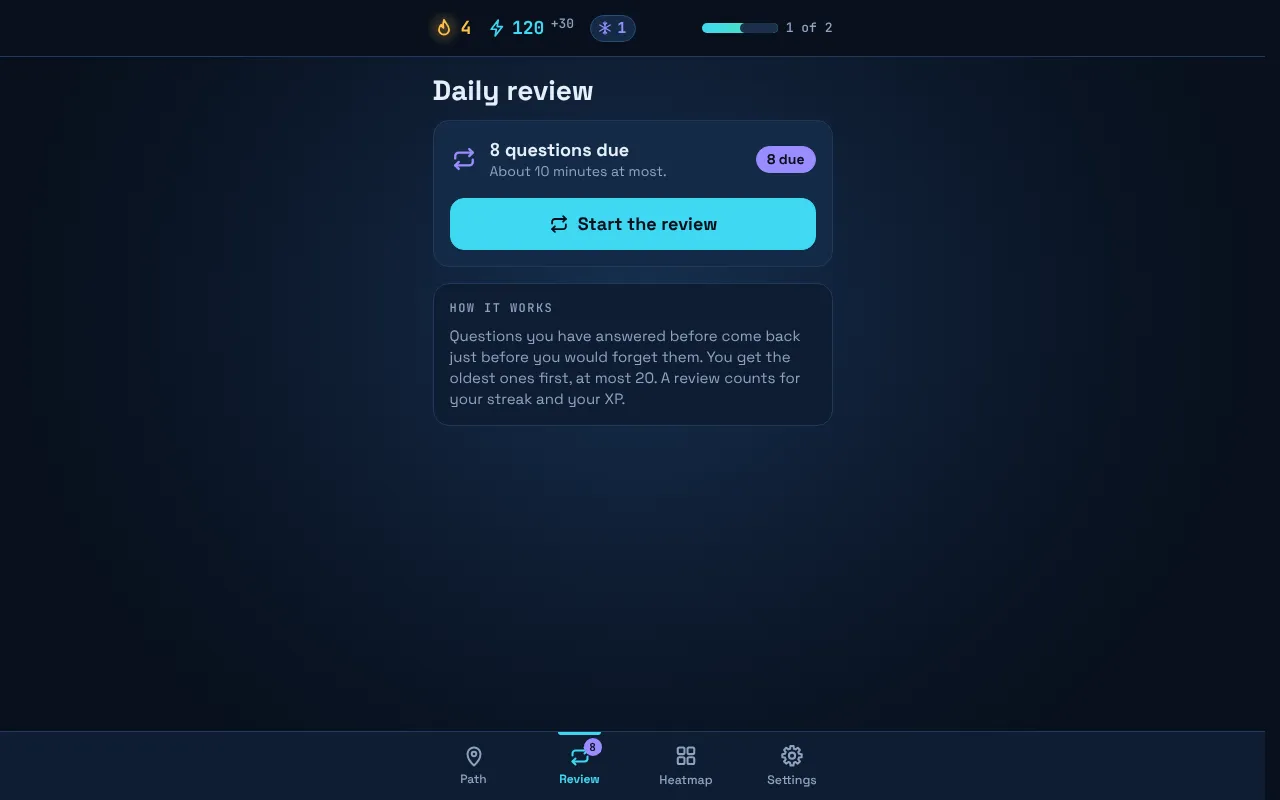 4 120 +30 1 1 of 2
Daily review
8 questions due
About 10 minutes at most.
8 due
Start the review
HOW IT WORKS
Questions you have answered before come back
just before you would forget them. You get the
oldest ones first, at most 20. A review counts for
your streak and your XP.
8
Path Review Heatmap Settings